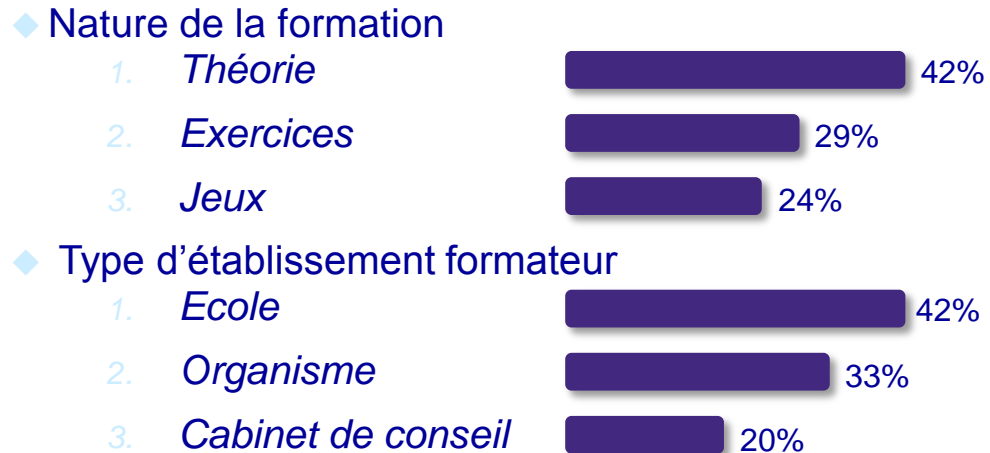 Nature de la formation
1. Théorie 42%
2. Exercices 29%
3. Jeux 24%
Type d'établissement formateur
1. Ecole 42%
2. Organisme 33%
3. Cabinet de conseil 20%